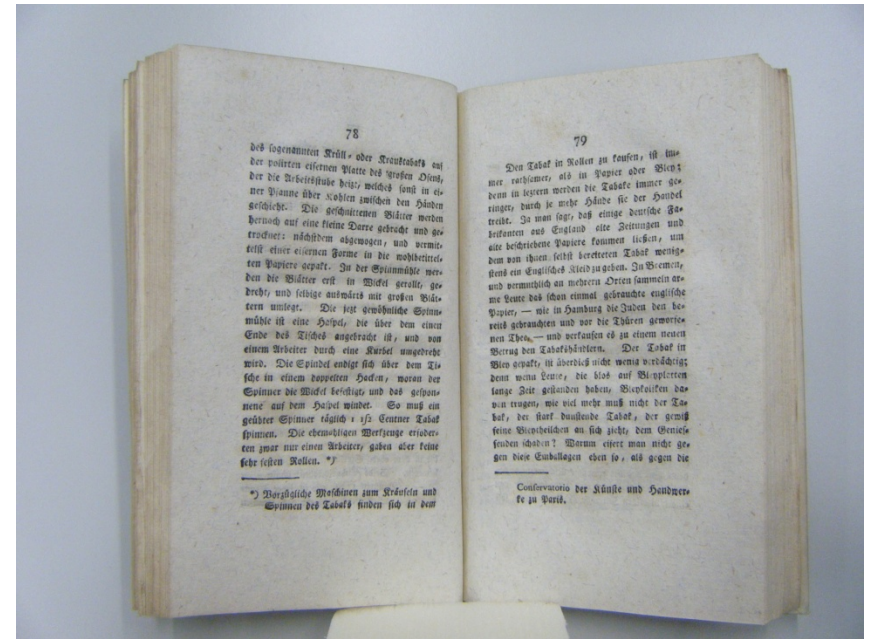 78
des sogenannten Krüll- oder Krauktabaks auf
der polirten eisernen Platte des großen Ofens,
der die Arbeitsstube heizt, welches sonst in ei-
ner Pfanne über Kohlen zwischen den Händen
geschieht. Die geschnittenen Blätter werden
hernach auf eine kleine Darre gebracht und ge-
trocknet: nächstdem abgewogen, und vermit-
telst einer eisernen Forme in die wohlbetitel-
ten Papiere gepakt. In der Spinnmühle wer-
den die Blätter erst in Wickel gerollt, ge-
dreht, und selbige auswärts mit großen Blät-
tern umlegt. Die jezt gewöhnliche Spinn-
mühle ist eine Haspel, die über dem einen
Ende des Tisches angebracht ist, und von
einem Arbeiter durch eine Kurbel umgedreht
wird. Die Spindel endigt sich über dem Ti-
sche in einem doppelten Hacken, woran der
Spinner die Wickel befestigt, und das gespon-
nene auf dem Haspel windet. So muß ein
geübter Spinner täglich 1 1/2 Centner Tabak
spinnen. Die ehemahligen Werkzeuge erfoder-
ten zwar nur einen Arbeiter, gaben aber keine
sehr festen Rollen. *)
*) Vorzügliche Maschinen zum Kräuseln und
Spinnen des Tabaks finden sich in dem
79
Den Tabak in Rollen zu kaufen, ist im-
mer rathsamer, als in Papier oder Bley;
denn in leztern werden die Tabake immer ge-
ringer, durch je mehr Hände sie der Handel
treibt. Ja man sagt, daß einige deutsche Fa-
brikanten aus England alte Zeitungen und
alte beschriebene Papiere kommen ließen, um
dem von ihnen selbst bereiteten Tabak wenig-
stens ein Englisches Kleid zu geben. In Bremen,
und vermuthlich an mehrern Orten sammeln ar-
me Leute das schon einmal gebrauchte englische
Papier, — wie in Hamburg die Juden den be-
reits gebrauchten und vor die Thüren geworfe-
nen Thee, — und verkaufen es zu einem neuen
Betrug den Tabakshändlern. Der Tabak in
Bley gepakt, ist überdieß nicht wenig verdächtig;
denn wenn Leute, die blos auf Bleyplatten
lange Zeit gestanden haben, Bleykoliken da-
von trugen, wie viel mehr muß nicht der Ta-
bak, der stark dunstende Tabak, der gewiß
feine Bleytheilchen an sich zieht, dem Genies-
senden schaden? Warum eifert man nicht ge-
gen diese Emballagen eben so, als gegen die
Conservatorio der Künste und Handwer-
ke zu Paris.